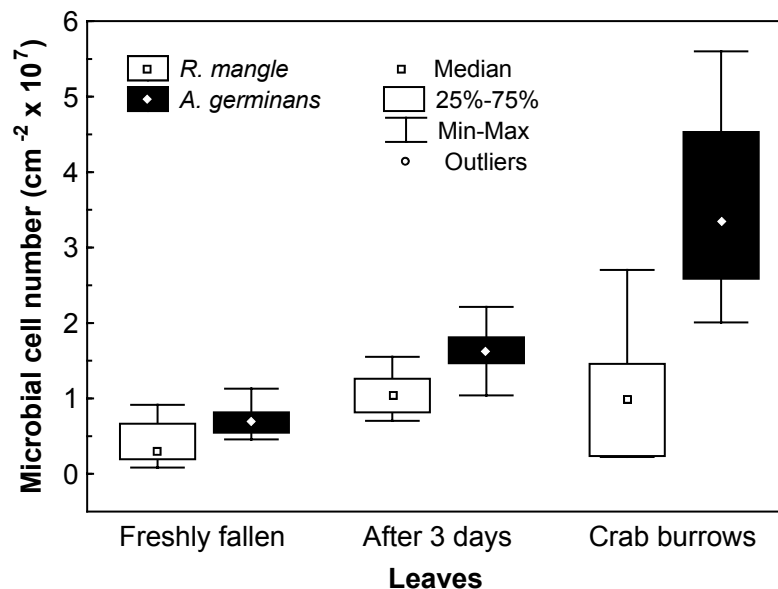 Microbial cell number (cm⁻² x 10⁷)
6
5
4
3
2
1
0
R. mangle
A. germinans
Median
25%-75%
Min-Max
Outliers
Freshly fallen
After 3 days
Crab burrows
Leaves